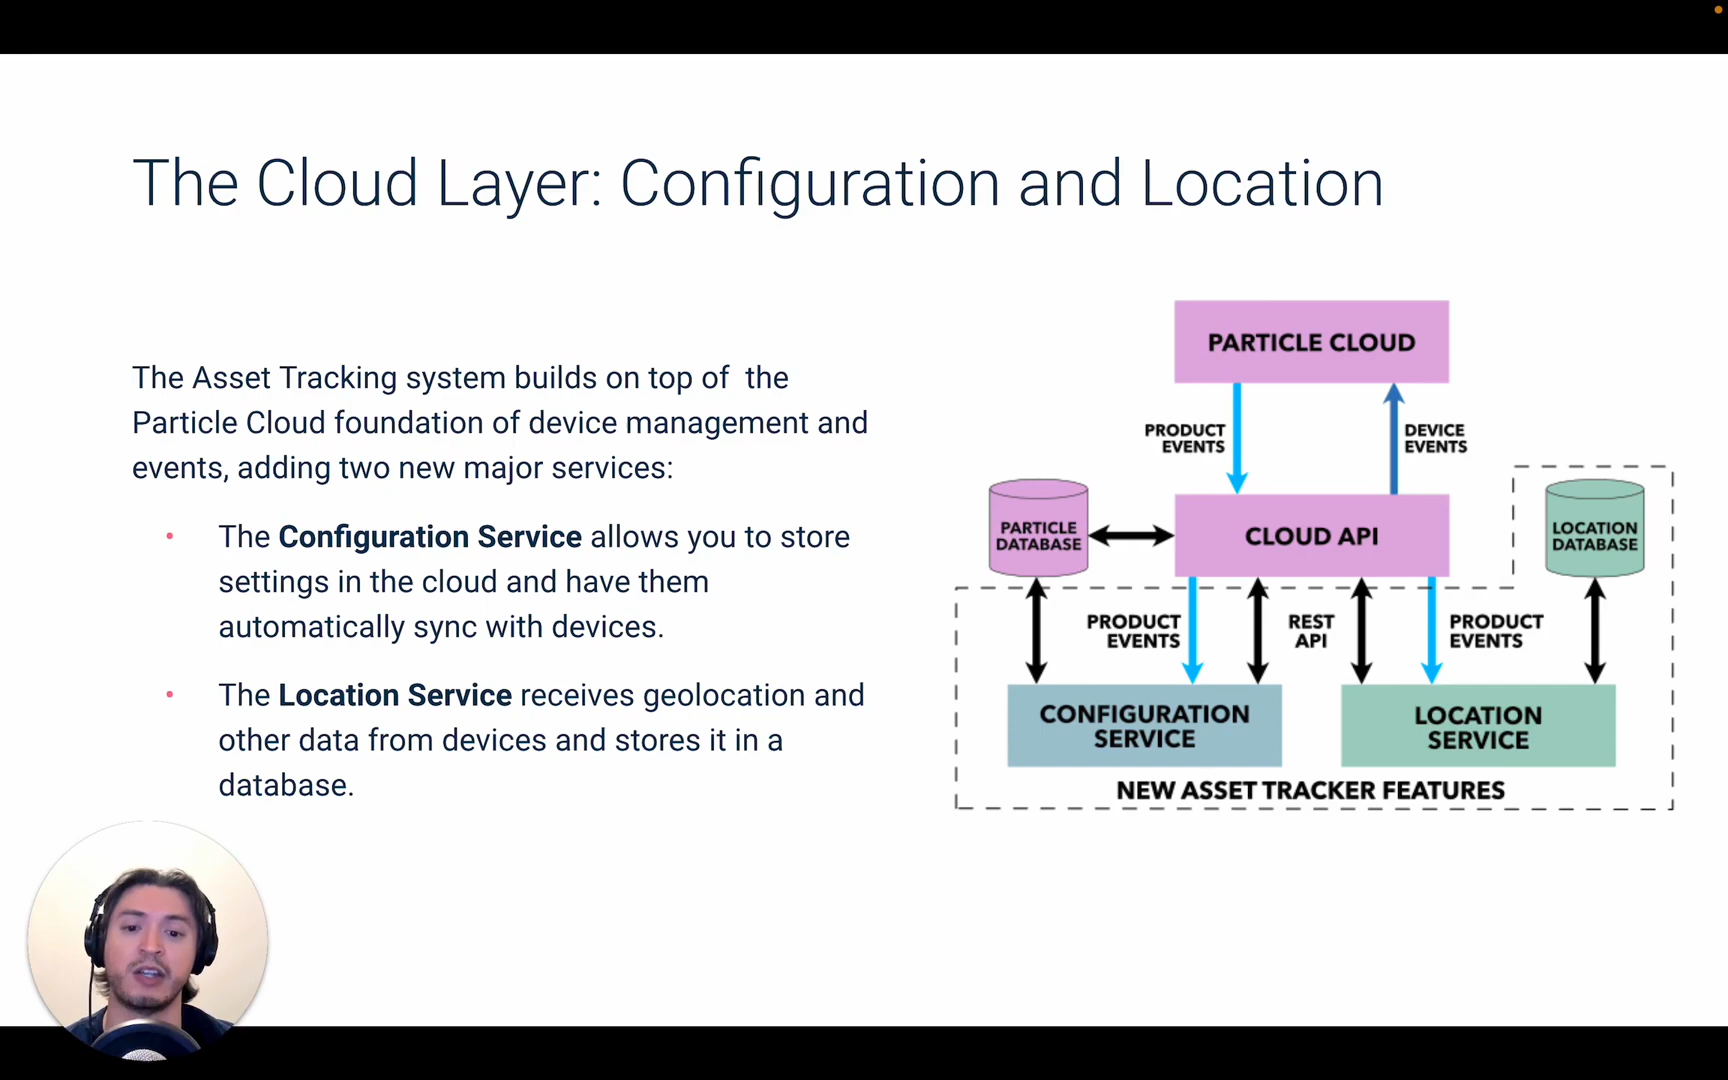 The Cloud Layer: Configuration and Location
The Asset Tracking system builds on top of  the
Particle Cloud foundation of device management and
events, adding two new major services:
• The Configuration Service allows you to store
settings in the cloud and have them
automatically sync with devices.
• The Location Service receives geolocation and
other data from devices and stores it in a
database.
PARTICLE CLOUD
PRODUCT
EVENTS
DEVICE
EVENTS
PARTICLE
DATABASE
CLOUD API
LOCATION
DATABASE
PRODUCT
EVENTS
REST
API
PRODUCT
EVENTS
CONFIGURATION
SERVICE
LOCATION
SERVICE
NEW ASSET TRACKER FEATURES